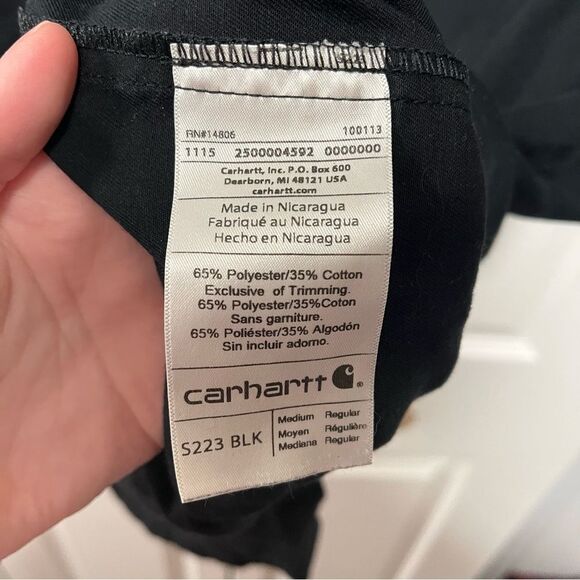 RN#14806 100113
1115 2500004592 0000000
Carhartt, Inc. P.O. Box 600
Dearborn, MI 48121 USA
carhartt.com
Made in Nicaragua
Fabriqué au Nicaragua
Hecho en Nicaragua
65% Polyester/35% Cotton
Exclusive of Trimming.
65% Polyester/35%Coton
Sans garniture.
65% Poliéster/35% Algodón
Sin incluir adorno.
carhartt ®
S223 BLK
Medium Regular
Moyen Régulière
Mediana Regular